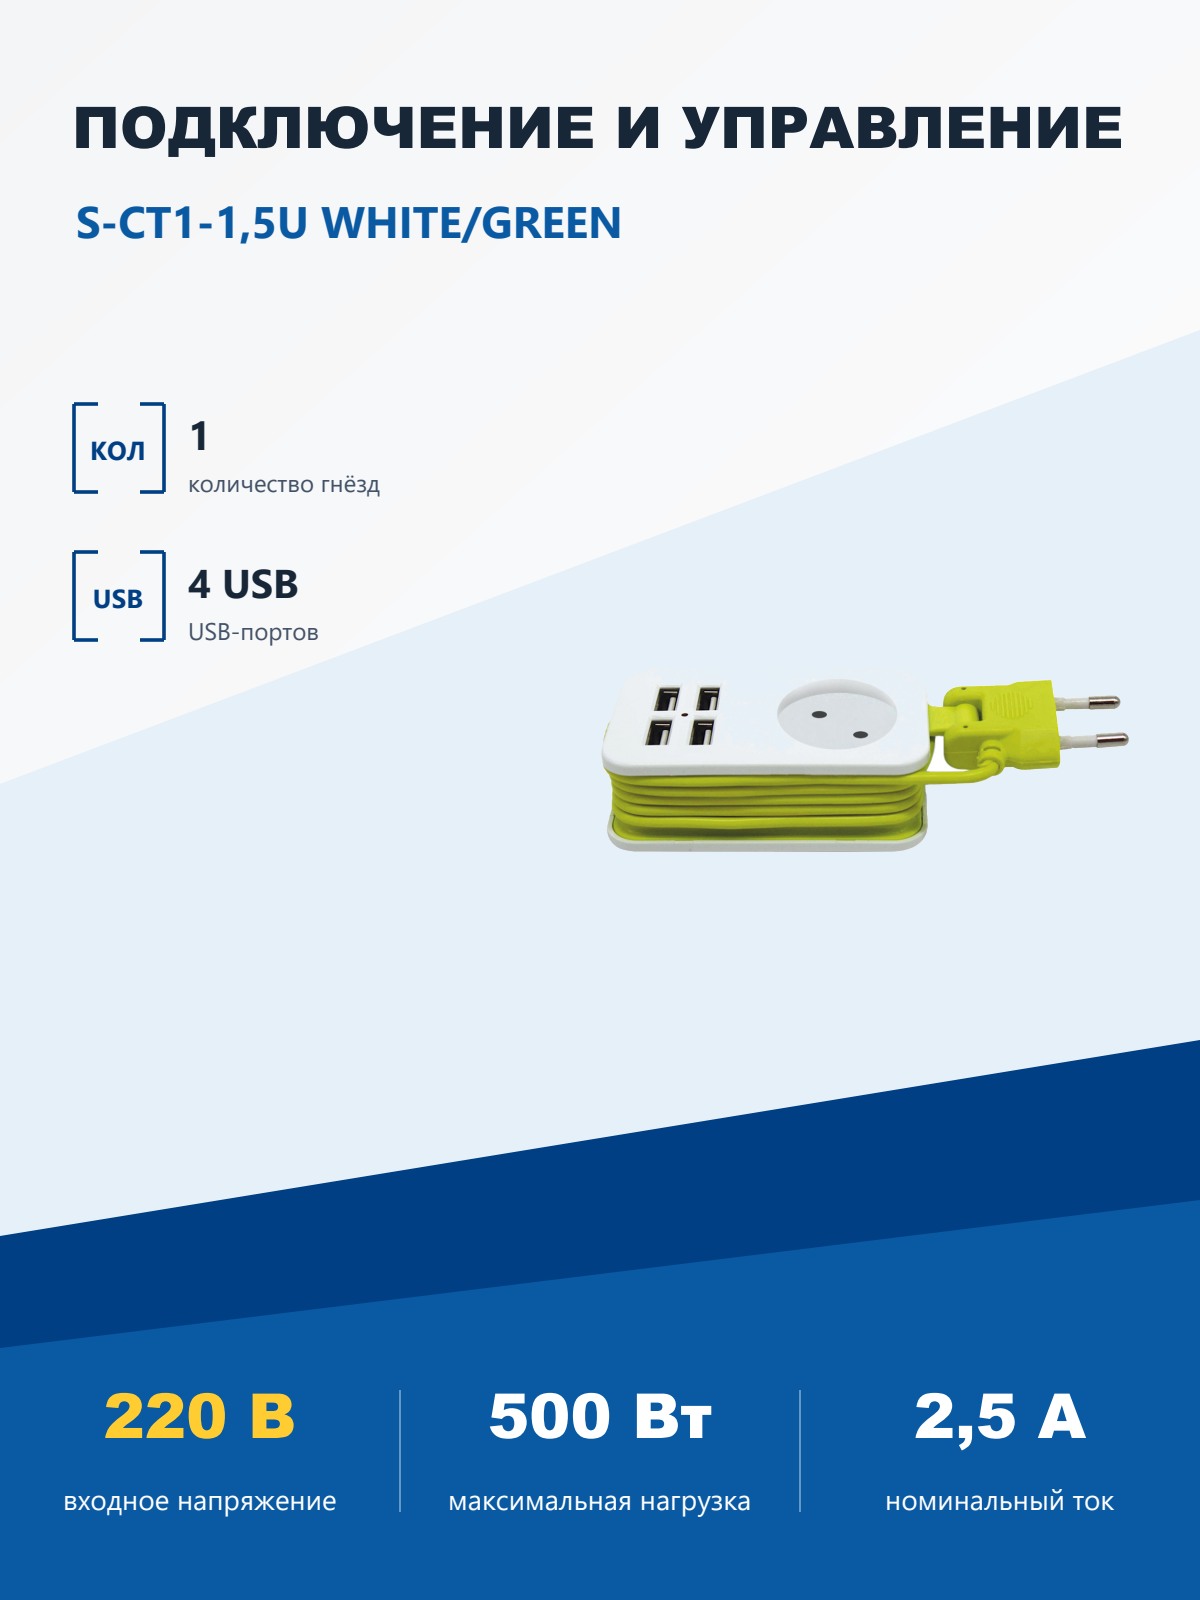 ПОДКЛЮЧЕНИЕ И УПРАВЛЕНИЕ
S-CT1-1,5U WHITE/GREEN
КОЛ
1
количество гнёзд
USB
4 USB
USB-портов
220 В
входное напряжение
500 Вт
максимальная нагрузка
2,5 А
номинальный ток